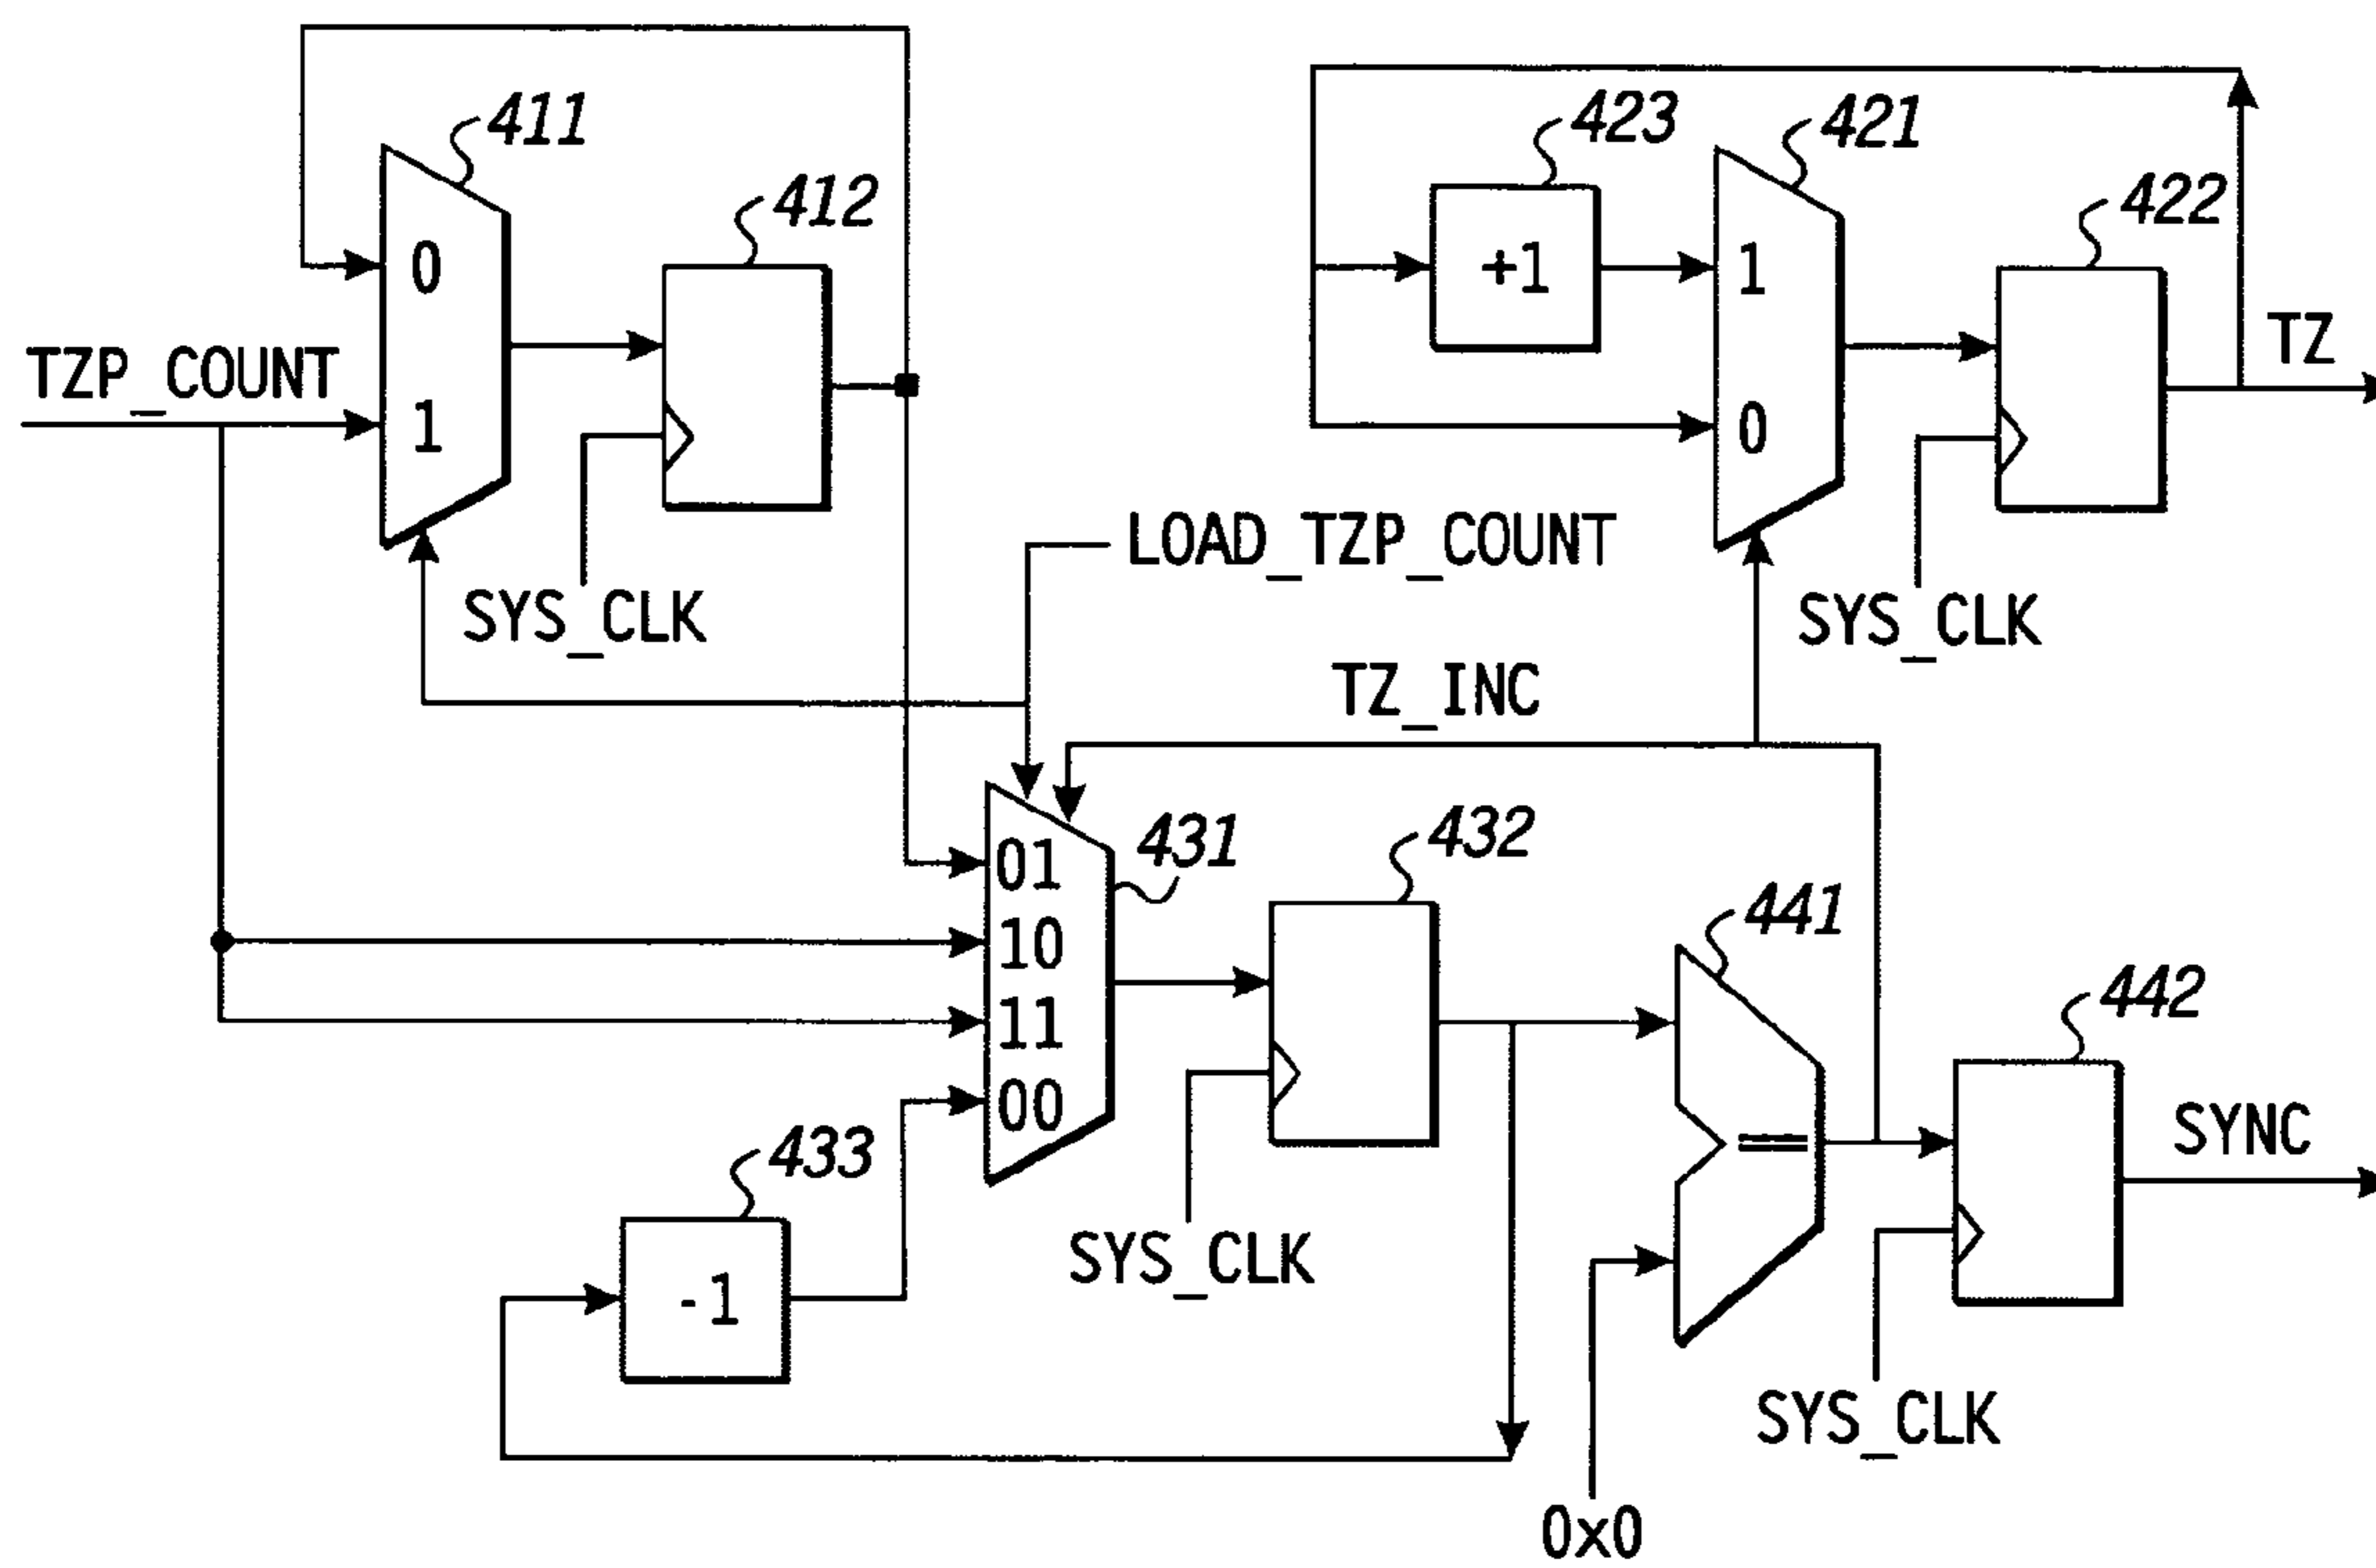 411
423
421
412
422
0
+1
1
TZ
TZP_COUNT
1
0
LOAD_TZP_COUNT
SYS_CLK
SYS_CLK
TZ_INC
01
431
432
10
441
11
442
00
==
SYNC
433
SYS_CLK
-1
SYS_CLK
0x0